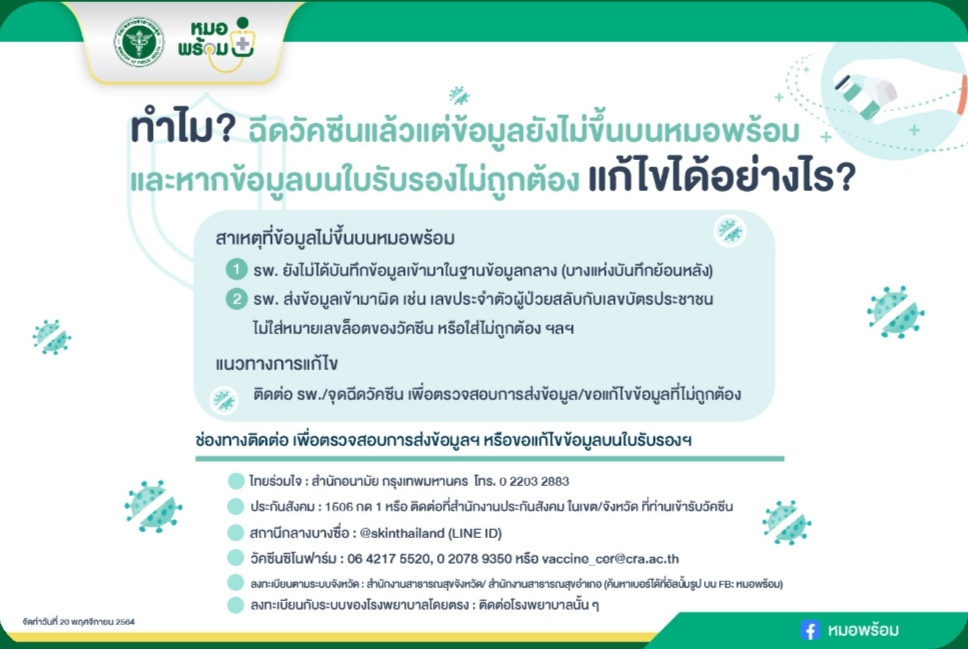 หมอ
พร้อม
ทำไม? ฉีดวัคซีนแล้วแต่ข้อมูลยังไม่ขึ้นบนหมอพร้อม
และหากข้อมูลบนใบรับรองไม่ถูกต้อง แก้ไขได้อย่างไร?
สาเหตุที่ข้อมูลไม่ขึ้นบนหมอพร้อม
1 รพ. ยังไม่ได้บันทึกข้อมูลเข้ามาในฐานข้อมูลกลาง (บางแห่งบันทึกย้อนหลัง)
2 รพ. ส่งข้อมูลเข้ามาผิด เช่น เลขประจำตัวผู้ป่วยสลับกับเลขบัตรประชาชน
ไม่ใส่หมายเลขล็อตของวัคซีน หรือใส่ไม่ถูกต้อง ฯลฯ
แนวทางการแก้ไข
ติดต่อ รพ./จุดฉีดวัคซีน เพื่อตรวจสอบการส่งข้อมูล/ขอแก้ไขข้อมูลที่ไม่ถูกต้อง
ช่องทางติดต่อ เพื่อตรวจสอบการส่งข้อมูลฯ หรือขอแก้ไขข้อมูลบนใบรับรองฯ
ไทยร่วมใจ : สำนักอนามัย กรุงเทพมหานคร โทร. 0 2203 2883
ประกันสังคม : 1506 กด 1 หรือ ติดต่อที่สำนักงานประกันสังคม ในเขต/จังหวัด ที่ท่านเข้ารับวัคซีน
สถานีกลางบางซื่อ : @skinthailand (LINE ID)
วัคซีนซิโนฟาร์ม : 06 4217 5520, 0 2078 9350 หรือ vaccine_cer@cra.ac.th
ลงทะเบียนตามระบบจังหวัด : สำนักงานสาธารณสุขจังหวัด/ สำนักงานสาธารณสุขอำเภอ (ค้นหาเบอร์ได้ที่อัลบั้มรูป บน FB: หมอพร้อม)
ลงทะเบียนกับระบบของโรงพยาบาลโดยตรง : ติดต่อโรงพยาบาลนั้น ๆ
จัดทำวันที่ 20 พฤศจิกายน 2564
หมอพร้อม